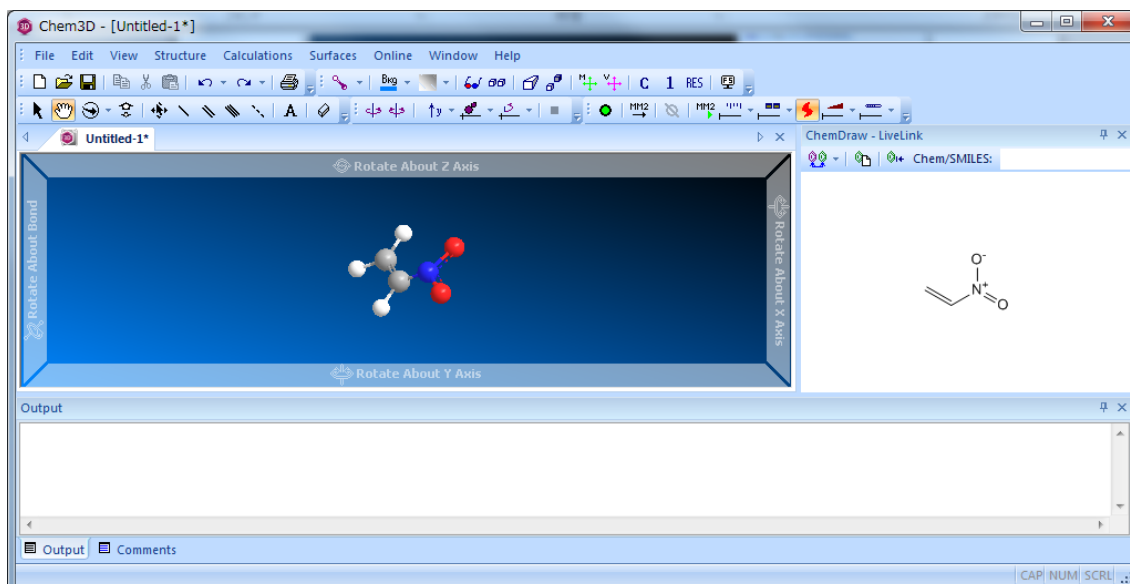 Chem3D - [Untitled-1*]
File Edit View Structure Calculations Surfaces Online Window Help
Bkg M V C 1 RES F5
A y MM2 MM2
Untitled-1*
ChemDraw - LiveLink
Chem/SMILES:
Rotate About Z Axis
Rotate About Bond
Rotate About X Axis
Rotate About Y Axis
O-
N+
O
Output
Output Comments
CAP NUM SCRL